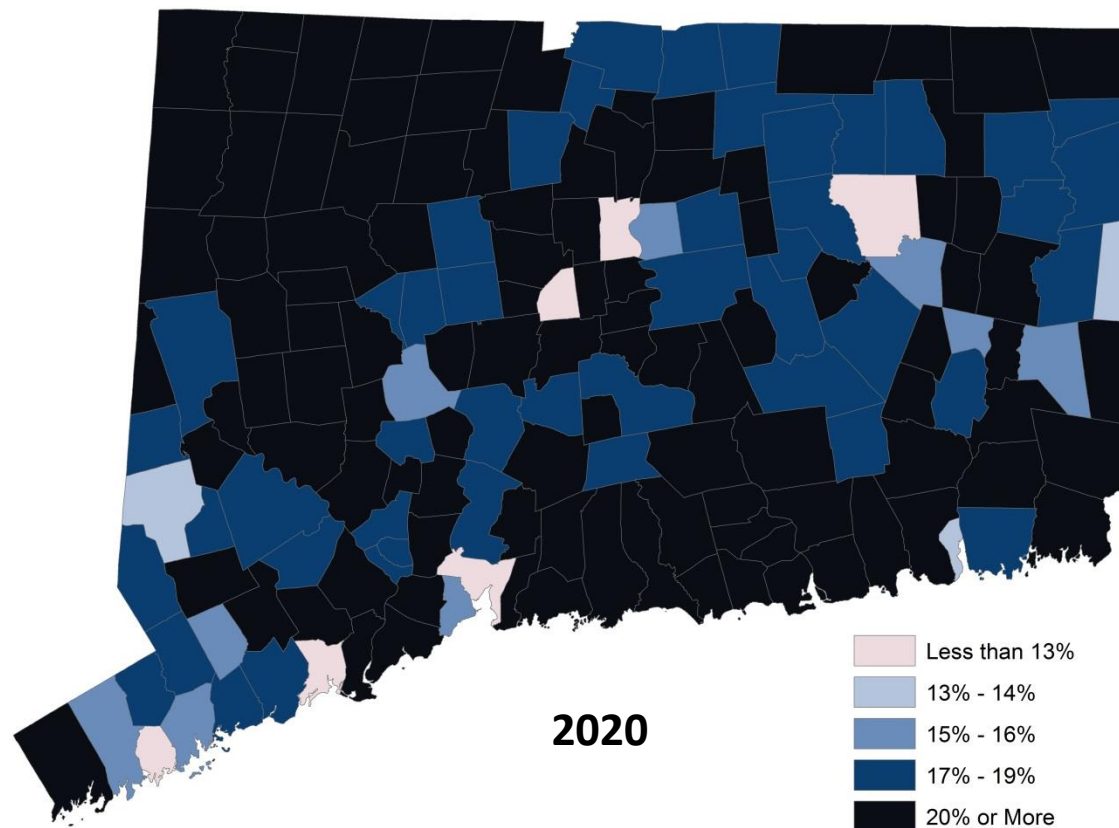 Less than 13%
13% - 14%
15% - 16%
17% - 19%
20% or More
2020